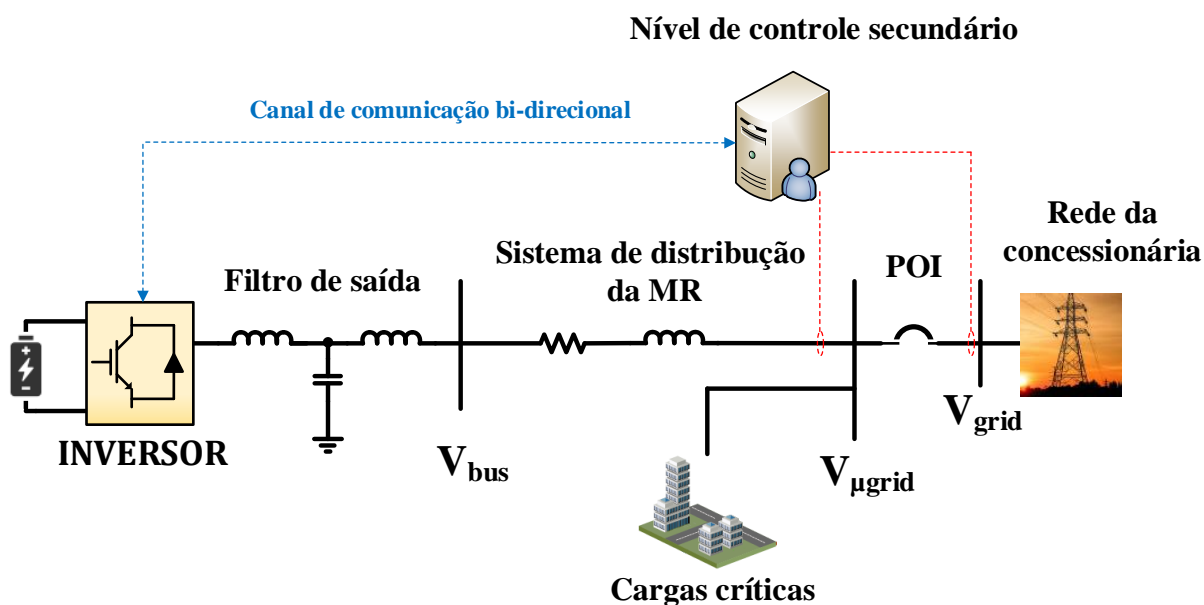 Nível de controle secundário
Canal de comunicação bi-direcional
Rede da
concessionária
Sistema de distribução
da MR
POI
Filtro de saída
INVERSOR
V_bus
V_µgrid
V_grid
Cargas críticas